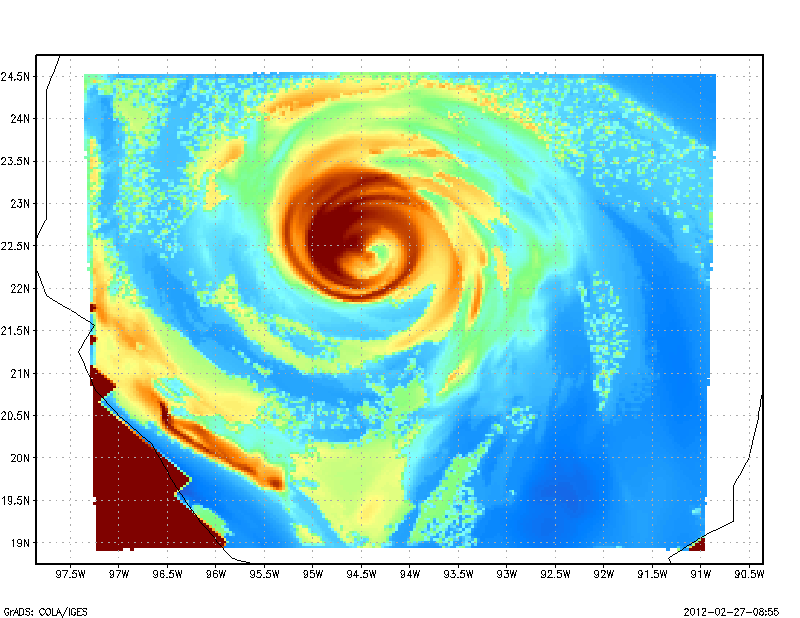 24.5N
24N
23.5N
23N
22.5N
22N
21.5N
21N
20.5N
20N
19.5N
19N
97.5W 97W 96.5W 96W 95.5W 95W 94.5W 94W 93.5W 93W 92.5W 92W 91.5W 91W 90.5W
GrADS: COLA/IGES 2012-02-27-08:55